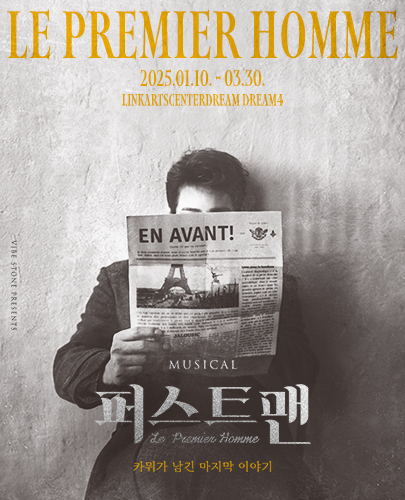 LE PREMIER HOMME
2025.01.10. - 03.30.
LINKARTSCENTERDREAM DREAM4
VIBE STONE PRESENTS
EN AVANT!
JALOUSIE
MUSICAL
퍼스트맨
Le Premier Homme
카뮈가 남긴 마지막 이야기